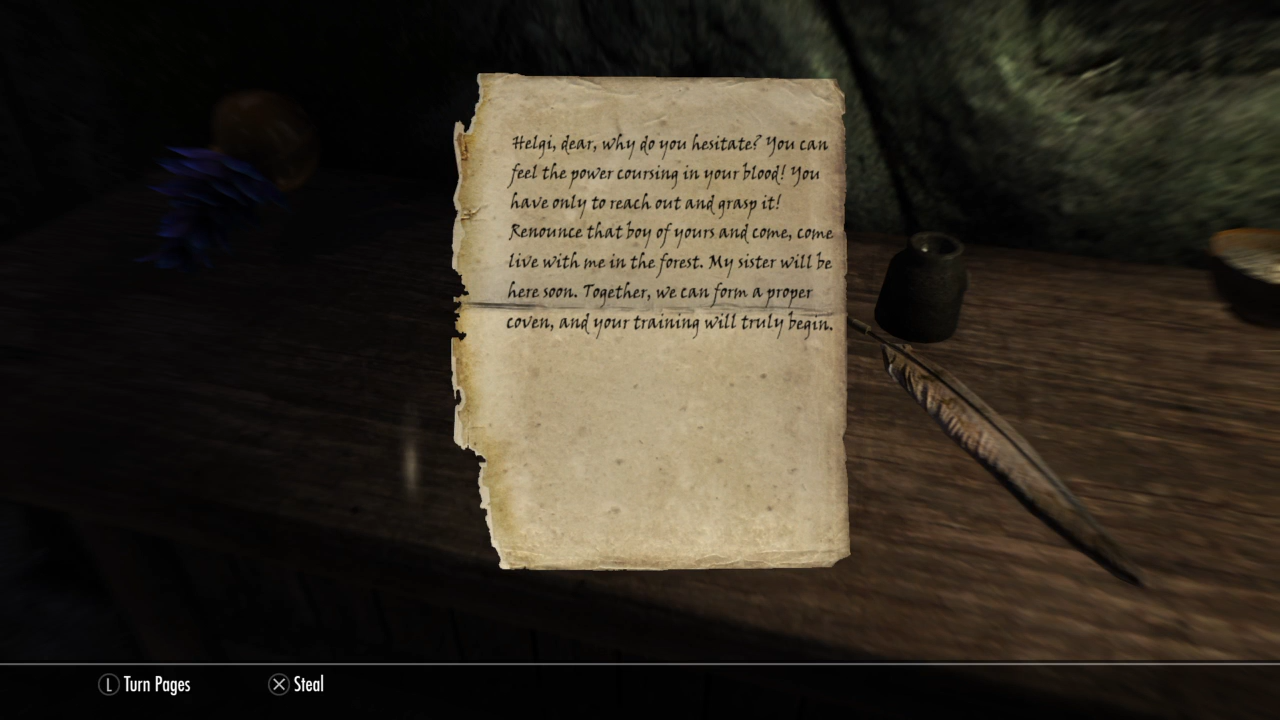 Helgi, dear, why do you hesitate? You can
feel the power coursing in your blood! You
have only to reach out and grasp it!
Renounce that boy of yours and come, come
live with me in the forest. My sister will be
here soon. Together, we can form a proper
coven, and your training will truly begin.
L Turn Pages
X Steal